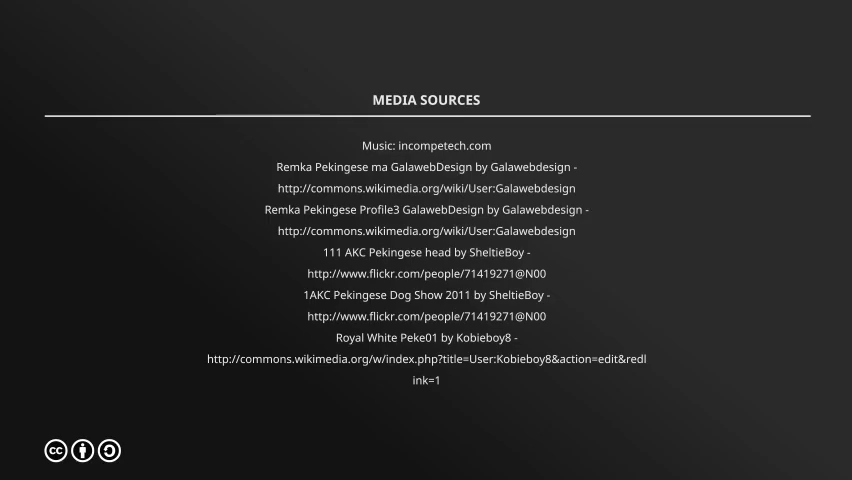 MEDIA SOURCES
Music: incompetech.com
Remka Pekingese ma GalawebDesign by Galawebdesign -
http://commons.wikimedia.org/wiki/User:Galawebdesign
Remka Pekingese Profile3 GalawebDesign by Galawebdesign -
http://commons.wikimedia.org/wiki/User:Galawebdesign
111 AKC Pekingese head by SheltieBoy -
http://www.flickr.com/people/71419271@N00
1AKC Pekingese Dog Show 2011 by SheltieBoy -
http://www.flickr.com/people/71419271@N00
Royal White Peke01 by Kobieboy8 -
http://commons.wikimedia.org/w/index.php?title=User:Kobieboy8&action=edit&redl
ink=1
cc